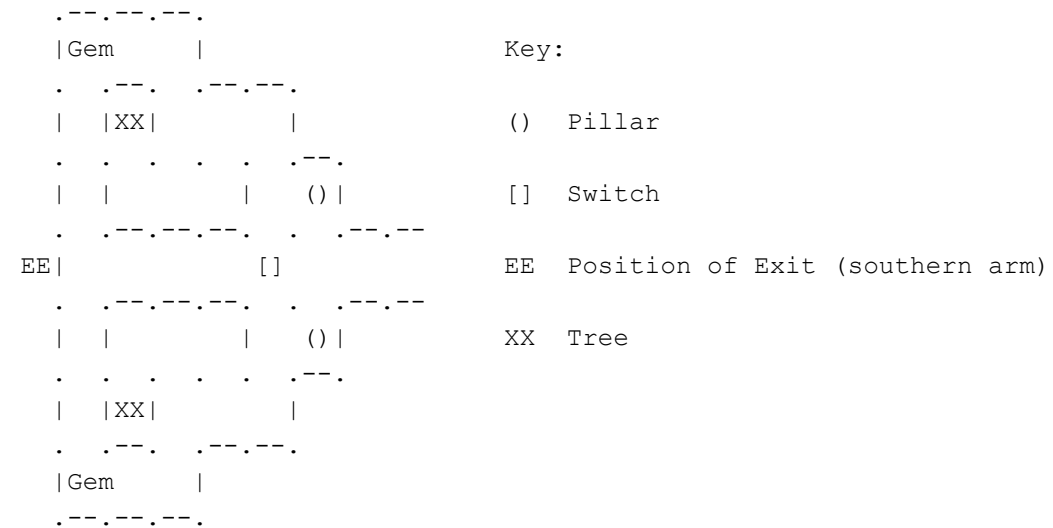 .--.--.--.
   |Gem     |                    Key:
   .  .--.  .--.--.
   |  |XX|        |              ()  Pillar
   .  .  .  .  .  .--.
   |  |        |   ()|           []  Switch
   .  .--.--.--.  .  .--.--
 EE|            []               EE  Position of Exit (southern arm)
   .  .--.--.--.  .  .--.--
   |  |        |   ()|           XX  Tree
   .  .  .  .  .  .--.
   |  |XX|        |
   .  .--.  .--.--.
   |Gem     |
   .--.--.--.